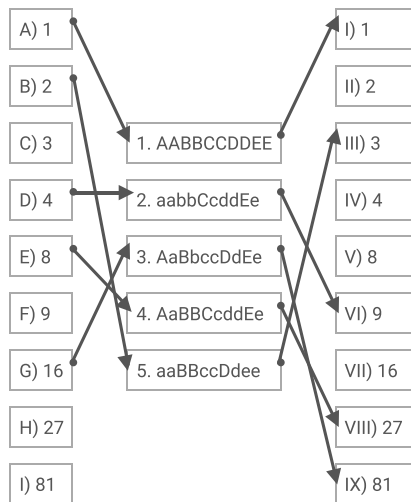 A) 1
B) 2
C) 3
D) 4
E) 8
F) 9
G) 16
H) 27
I) 81
1. AABBCCDDEE
2. aabbCcddEe
3. AaBbccDdEe
4. AaBBCcddEe
5. aaBBccDdee
I) 1
II) 2
III) 3
IV) 4
V) 8
VI) 9
VII) 16
VIII) 27
IX) 81